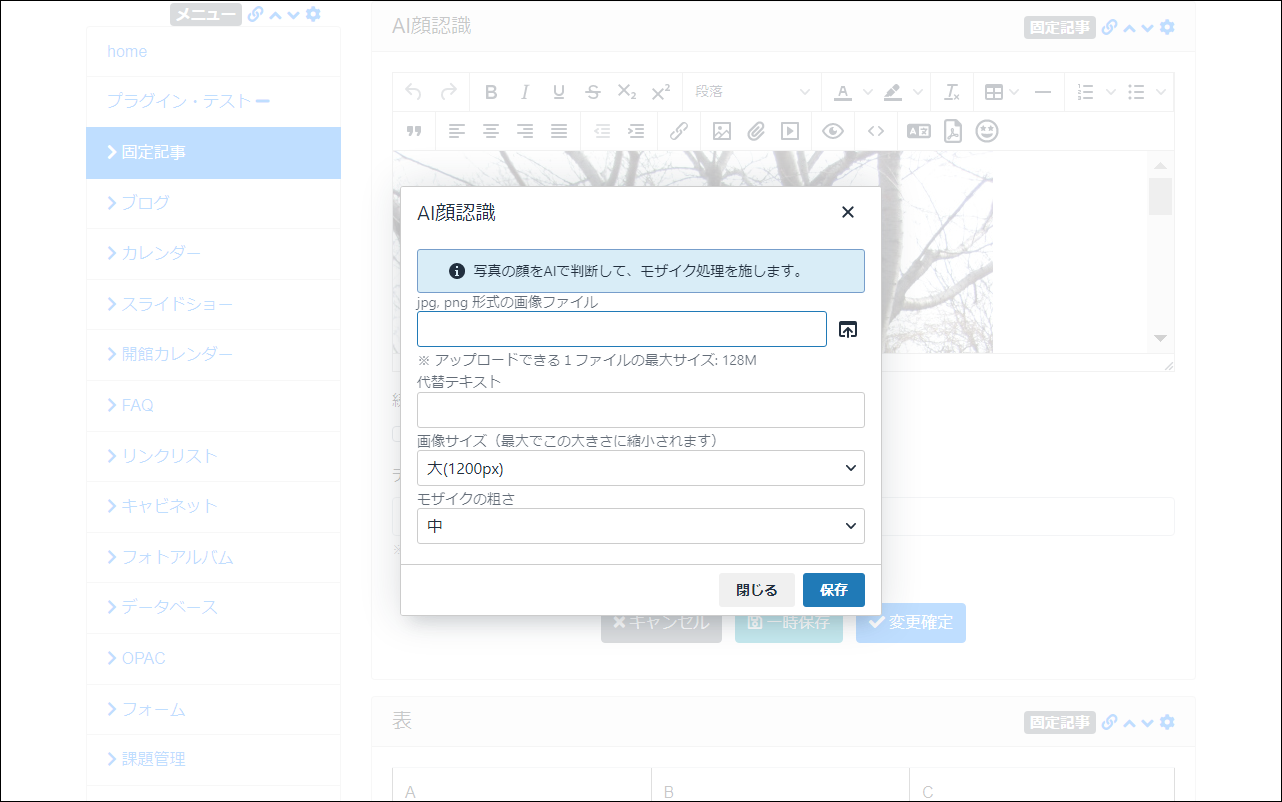 メニュー
home
プラグイン・テスト
固定記事
ブログ
カレンダー
スライドショー
開館カレンダー
FAQ
リンクリスト
キャビネット
フォトアルバム
データベース
OPAC
フォーム
課題管理
AI顔認識
固定記事
段落
AI顔認識
写真の顔をAIで判断して、モザイク処理を施します。
jpg, png 形式の画像ファイル
※ アップロードできる１ファイルの最大サイズ: 128M
代替テキスト
画像サイズ（最大でこの大きさに縮小されます）
大(1200px)
モザイクの粗さ
中
閉じる 保存
キャンセル 一時保存 変更確定
表
固定記事
A B C